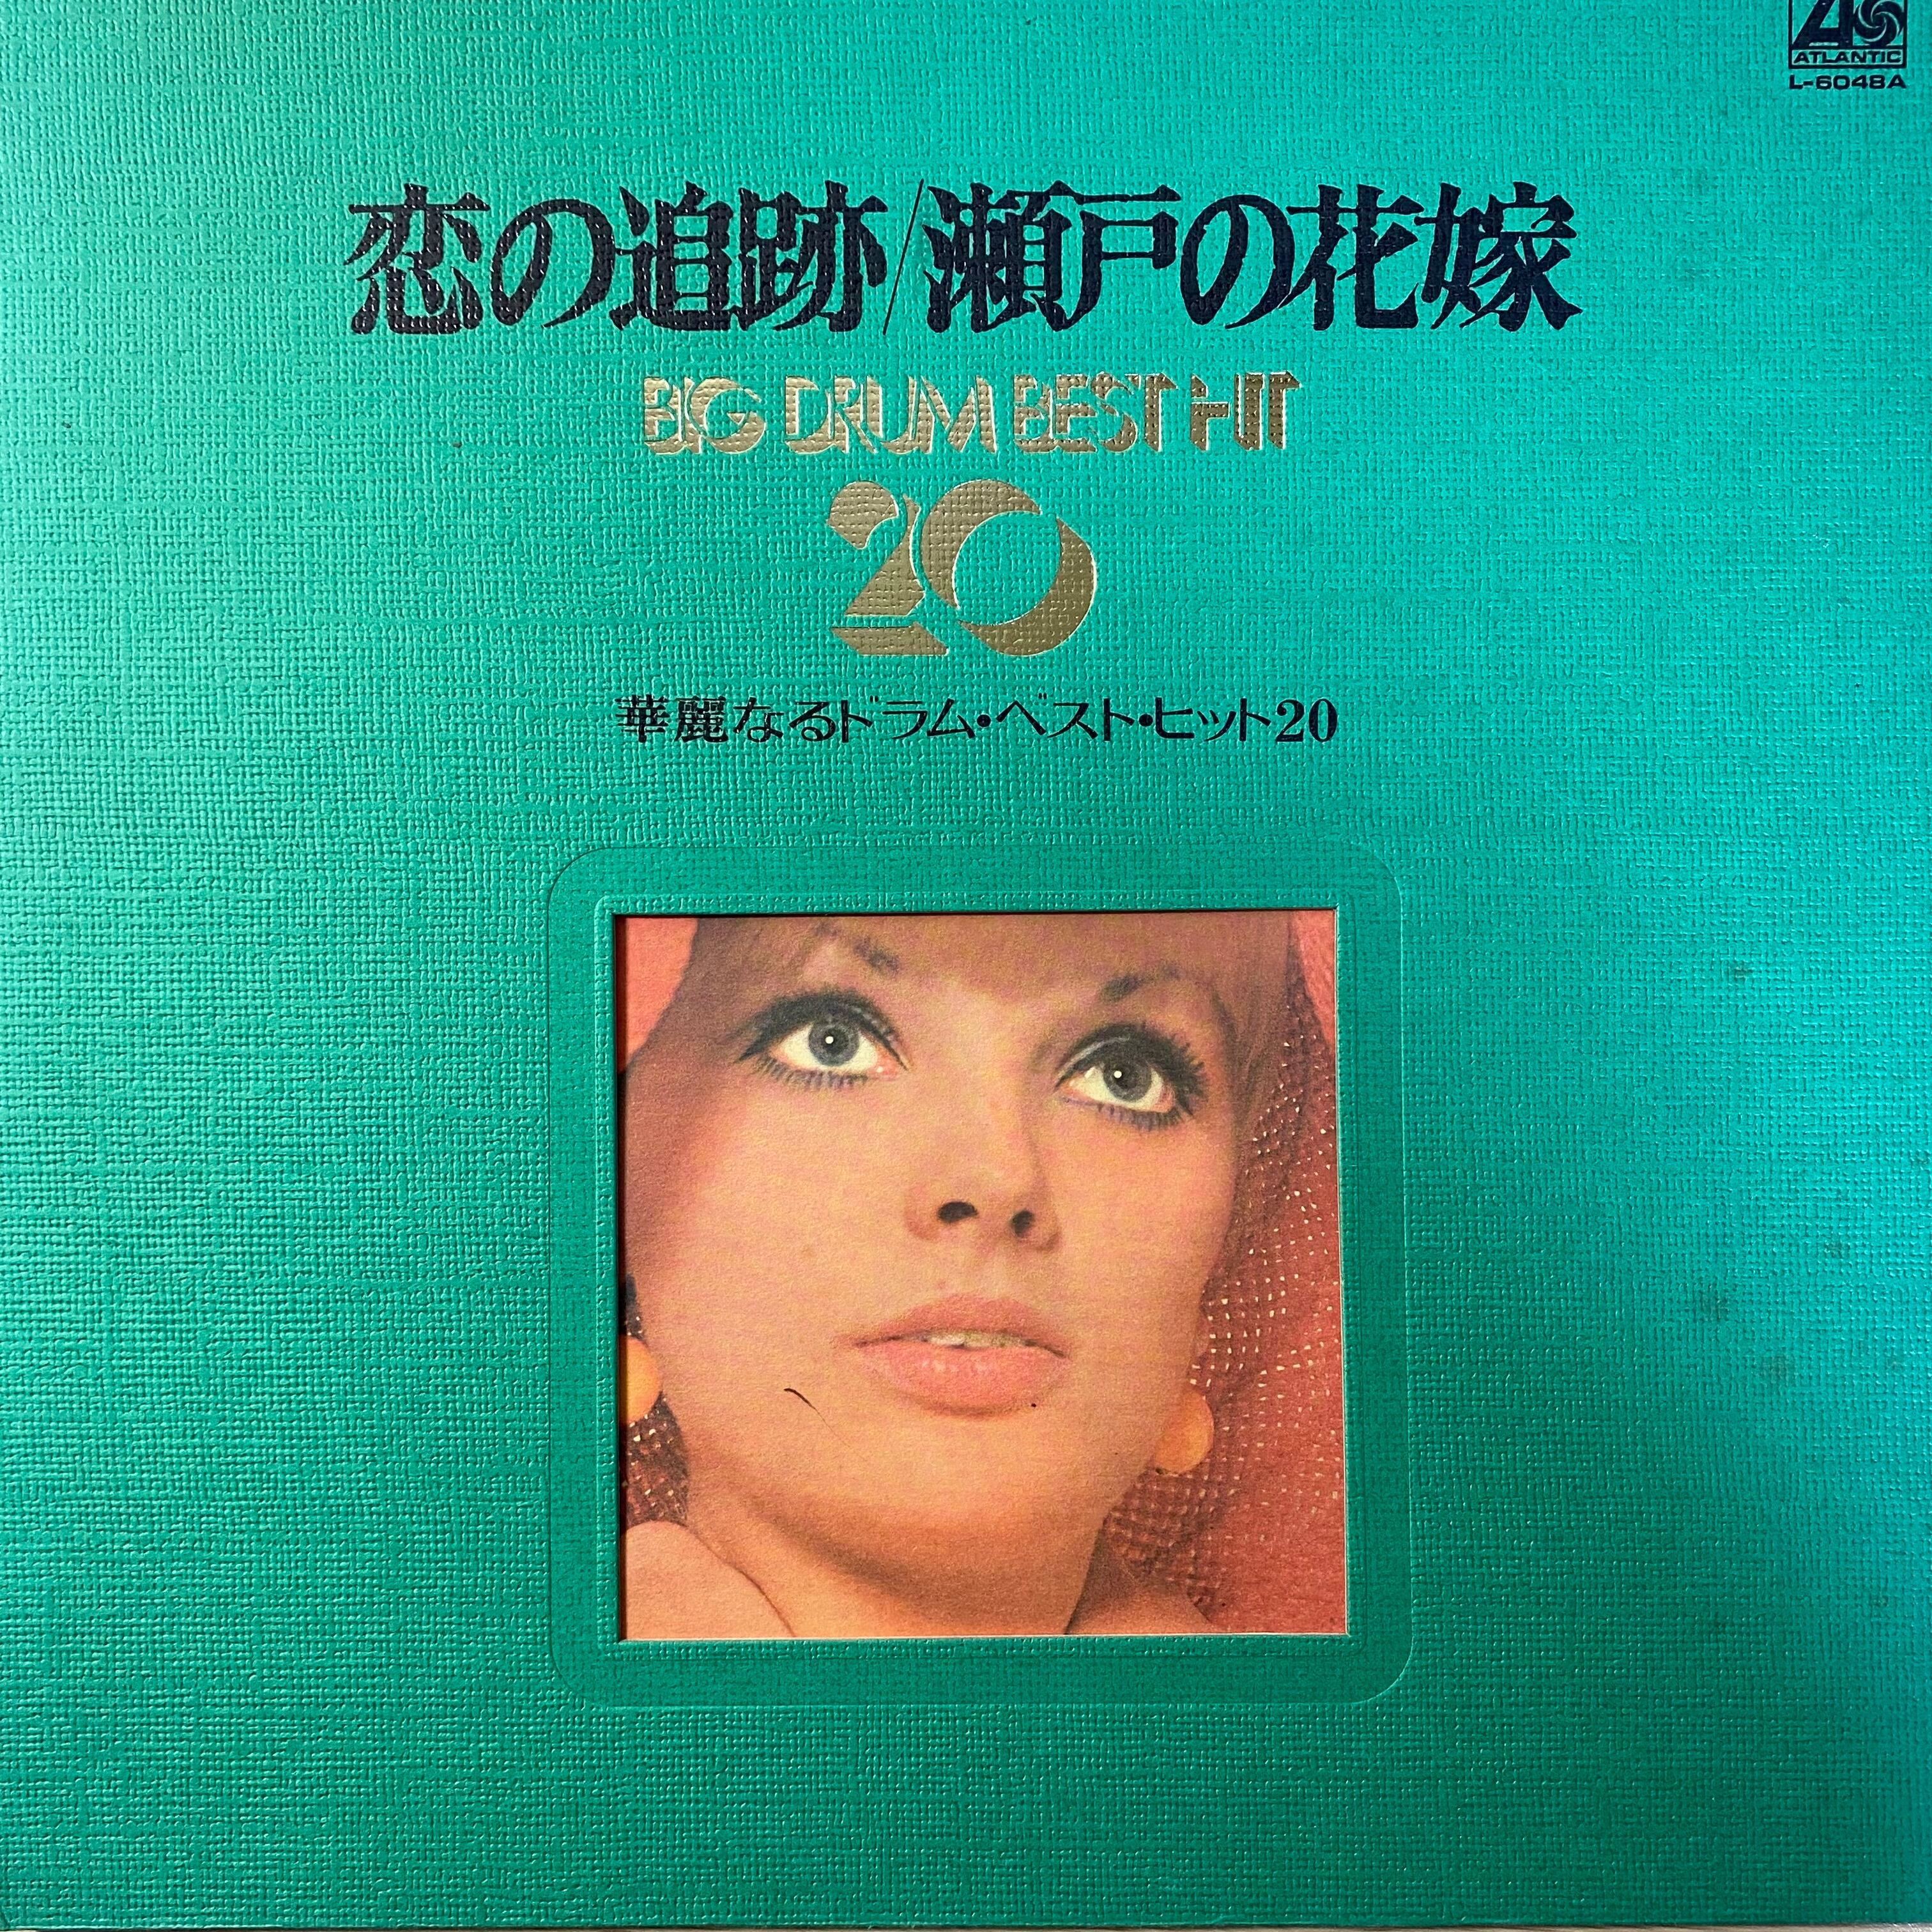 ATLANTIC
L-6048A
恋の追跡/瀬戸の花嫁
BIG DRUM BEST HIT
20
華麗なるドラム・ベスト・ヒット20